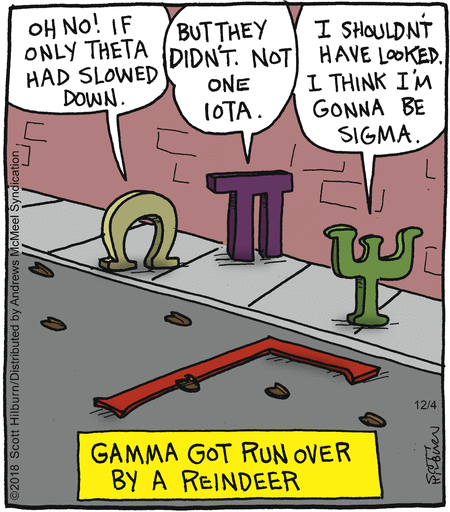 OH NO! IF
ONLY THETA
HAD SLOWED
DOWN.
BUT THEY
DIDN'T. NOT
ONE
IOTA.
I SHOULDN'T
HAVE LOOKED.
I THINK I'M
GONNA BE
SIGMA.
Ω
π
Ψ
Γ
12/4
GAMMA GOT RUN OVER
BY A REINDEER
©2018 Scott Hilburn/Distributed by Andrews McMeel Syndication